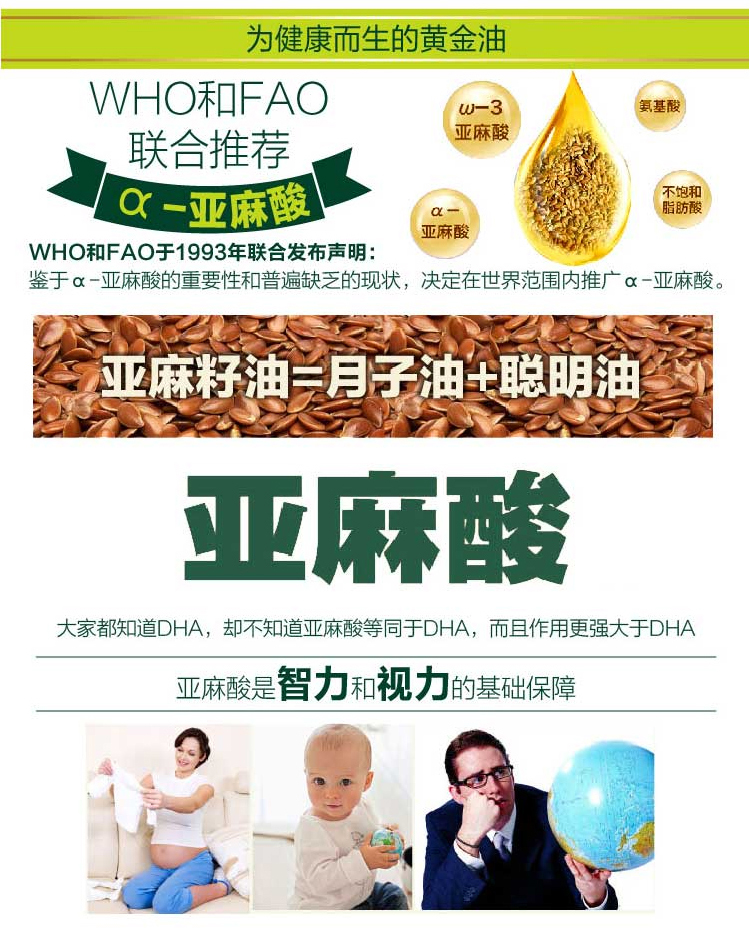 为健康而生的黄金油
WHO和FAO
联合推荐
α-亚麻酸
ω-3
亚麻酸
氨基酸
α-
亚麻酸
不饱和
脂肪酸
WHO和FAO于1993年联合发布声明：
鉴于α-亚麻酸的重要性和普遍缺乏的现状，决定在世界范围内推广α-亚麻酸。
亚麻籽油=月子油+聪明油
亚麻酸
大家都知道DHA，却不知道亚麻酸等同于DHA，而且作用更强大于DHA
亚麻酸是智力和视力的基础保障